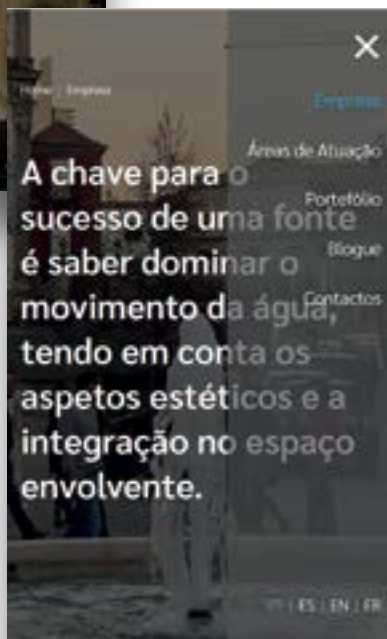 Home | Empresa
Empresa
Áreas de Atuação
Portefólio
Blogue
Contactos
A chave para o
sucesso de uma fonte
é saber dominar o
movimento da água,
tendo em conta os
aspetos estéticos e a
integração no espaço
envolvente.
PT | ES | EN | FR